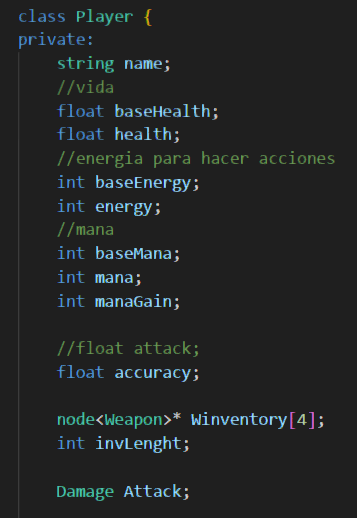 class Player {
private:
string name;
//vida
float baseHealth;
float health;
//energia para hacer acciones
int baseEnergy;
int energy;
//mana
int baseMana;
int mana;
int manaGain;
//float attack;
float accuracy;
node<Weapon>* Winventory[4];
int invLenght;
Damage Attack;